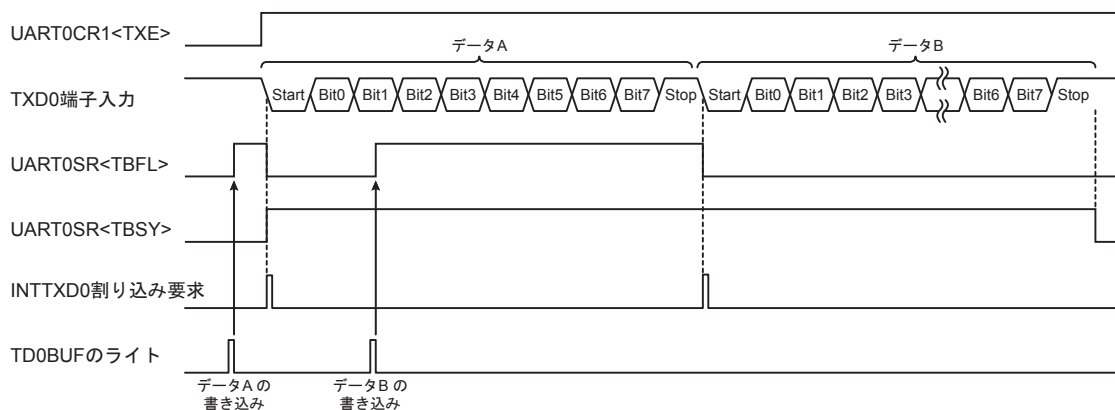 UART0CR1<TXE>
データA
データB
TXD0端子入力
Start Bit0 Bit1 Bit2 Bit3 Bit4 Bit5 Bit6 Bit7 Stop Start Bit0 Bit1 Bit2 Bit3 Bit6 Bit7 Stop
UART0SR<TBFL>
UART0SR<TBSY>
INTTXD0割り込み要求
TD0BUFのライト
データA の
書き込み
データB の
書き込み